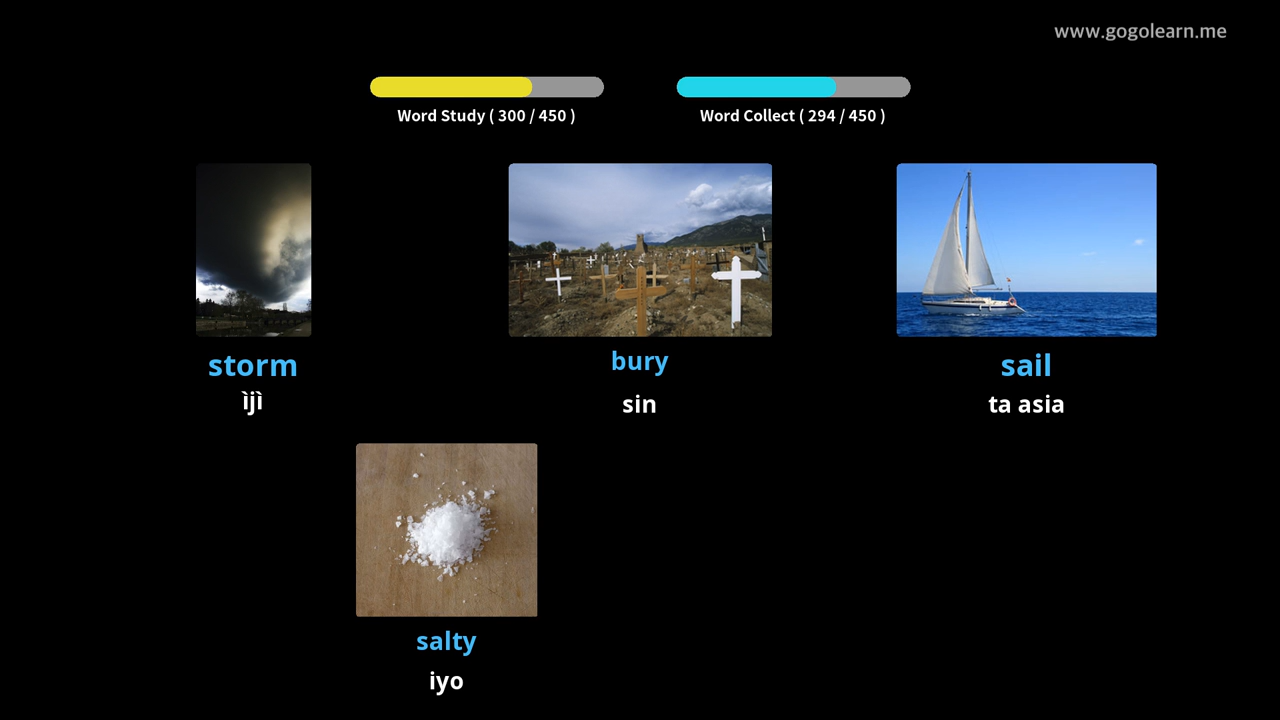 www.gogolearn.me
Word Study ( 300 / 450 )
Word Collect ( 294 / 450 )
storm
ìjì
bury
sin
sail
ta asia
salty
iyo